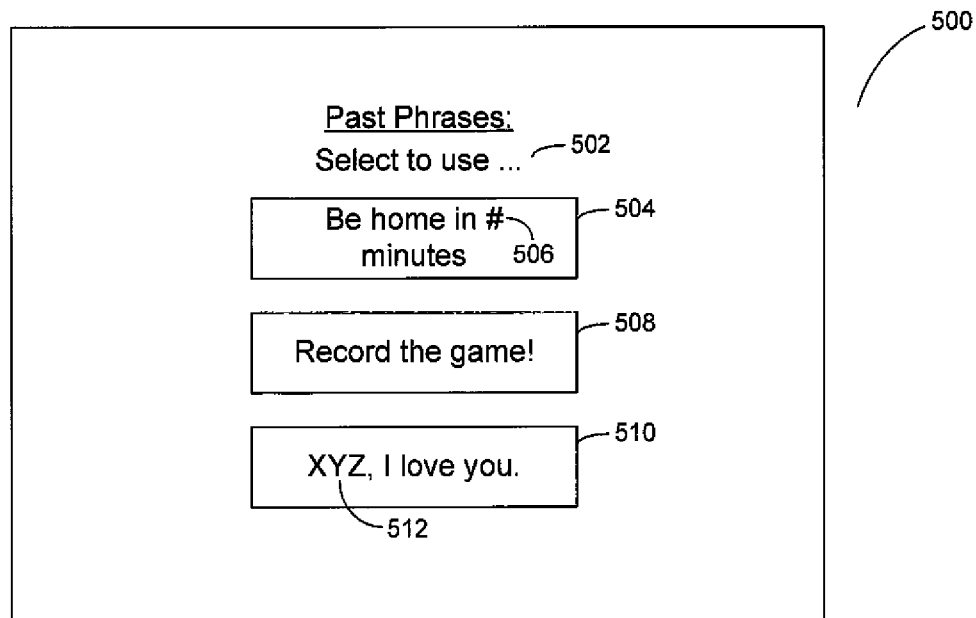 500
Past Phrases:
Select to use ... 502
Be home in # 504
minutes 506
Record the game! 508
XYZ, I love you. 510
512